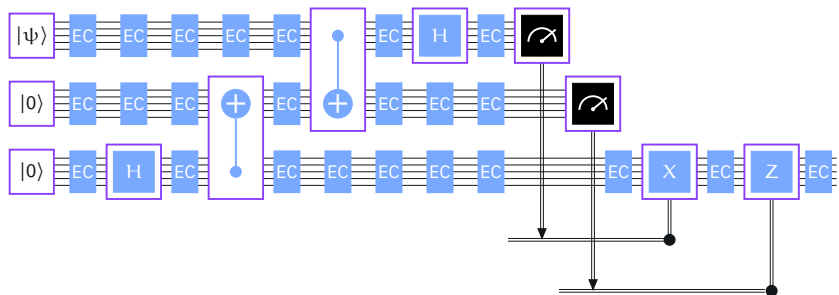 |ψ⟩ EC EC EC EC EC EC H EC
|0⟩ EC EC EC EC EC EC EC
|0⟩ EC H EC EC EC EC EC EC EC X EC Z EC